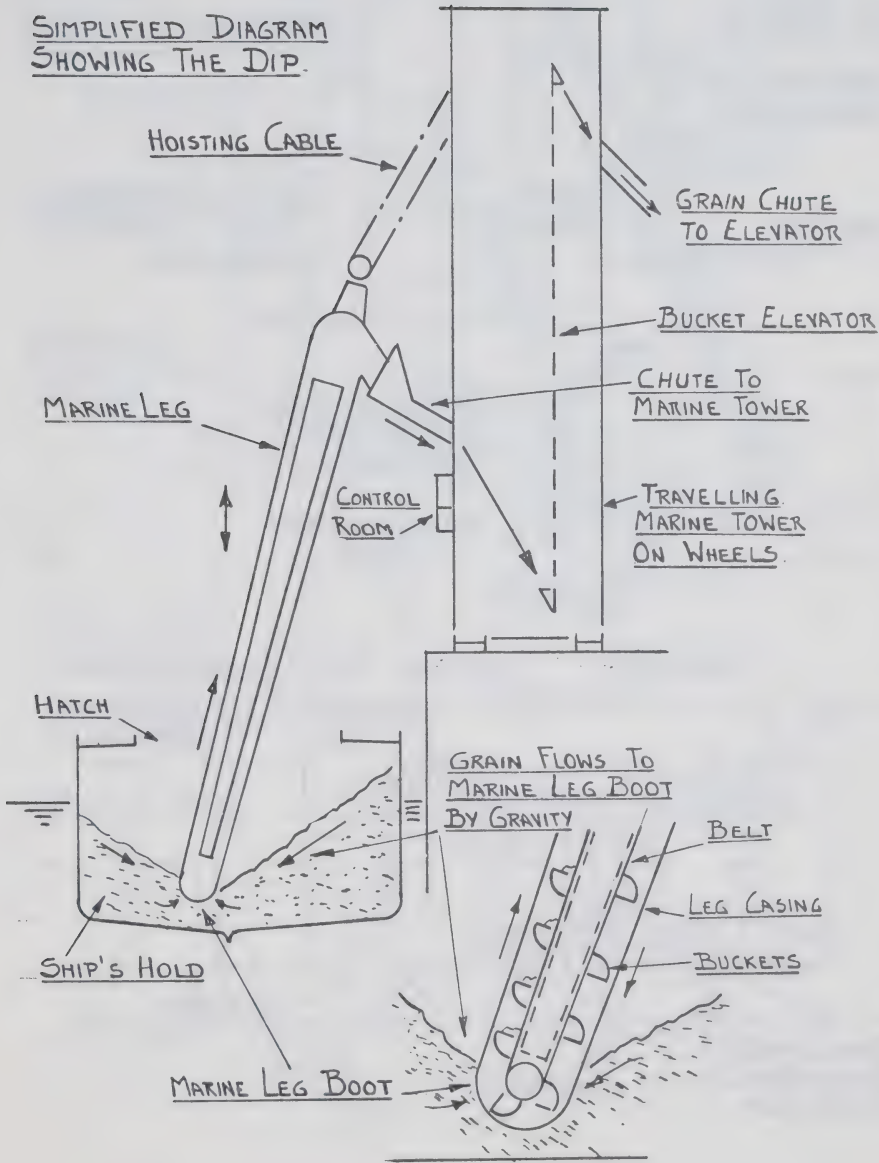 SIMPLIFIED DIAGRAM
SHOWING THE DIP.
HOISTING CABLE
GRAIN CHUTE
TO ELEVATOR
BUCKET ELEVATOR
CHUTE TO
MARINE TOWER
MARINE LEG
CONTROL
ROOM
TRAVELLING
MARINE TOWER
ON WHEELS
HATCH
GRAIN FLOWS TO
MARINE LEG BOOT
BY GRAVITY
BELT
LEG CASING
BUCKETS
SHIP'S HOLD
MARINE LEG BOOT